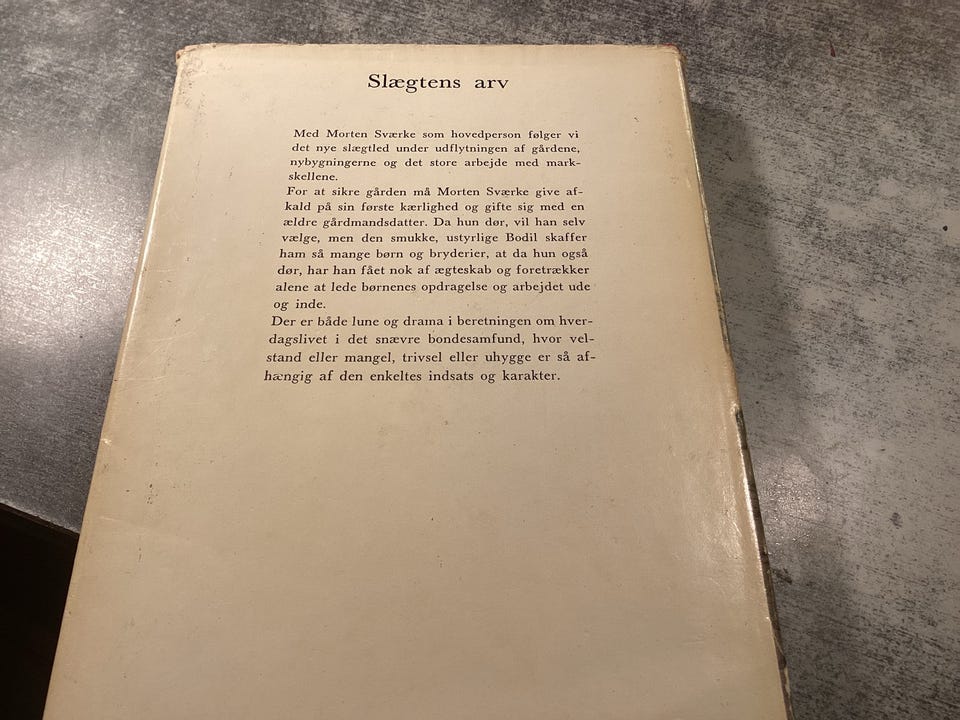 Slægtens arv
Med Morten Sværke som hovedperson følger vi
det nye slægtled under udflytningen af gårdene,
nybygningerne og det store arbejde med mark-
skellene.
For at sikre gården må Morten Sværke give af-
kald på sin første kærlighed og gifte sig med en
ældre gårdmandsdatter. Da hun dør, vil han selv
vælge, men den smukke, ustyrlige Bodil skaffer
ham så mange børn og bryderier, at da hun også
dør, har han fået nok af ægteskab og foretrækker
alene at lede børnenes opdragelse og arbejdet ude
og inde.
Der er både lune og drama i beretningen om hver-
dagslivet i det snævre bondesamfund, hvor vel-
stand eller mangel, trivsel eller uhygge er så af-
hængig af den enkeltes indsats og karakter.